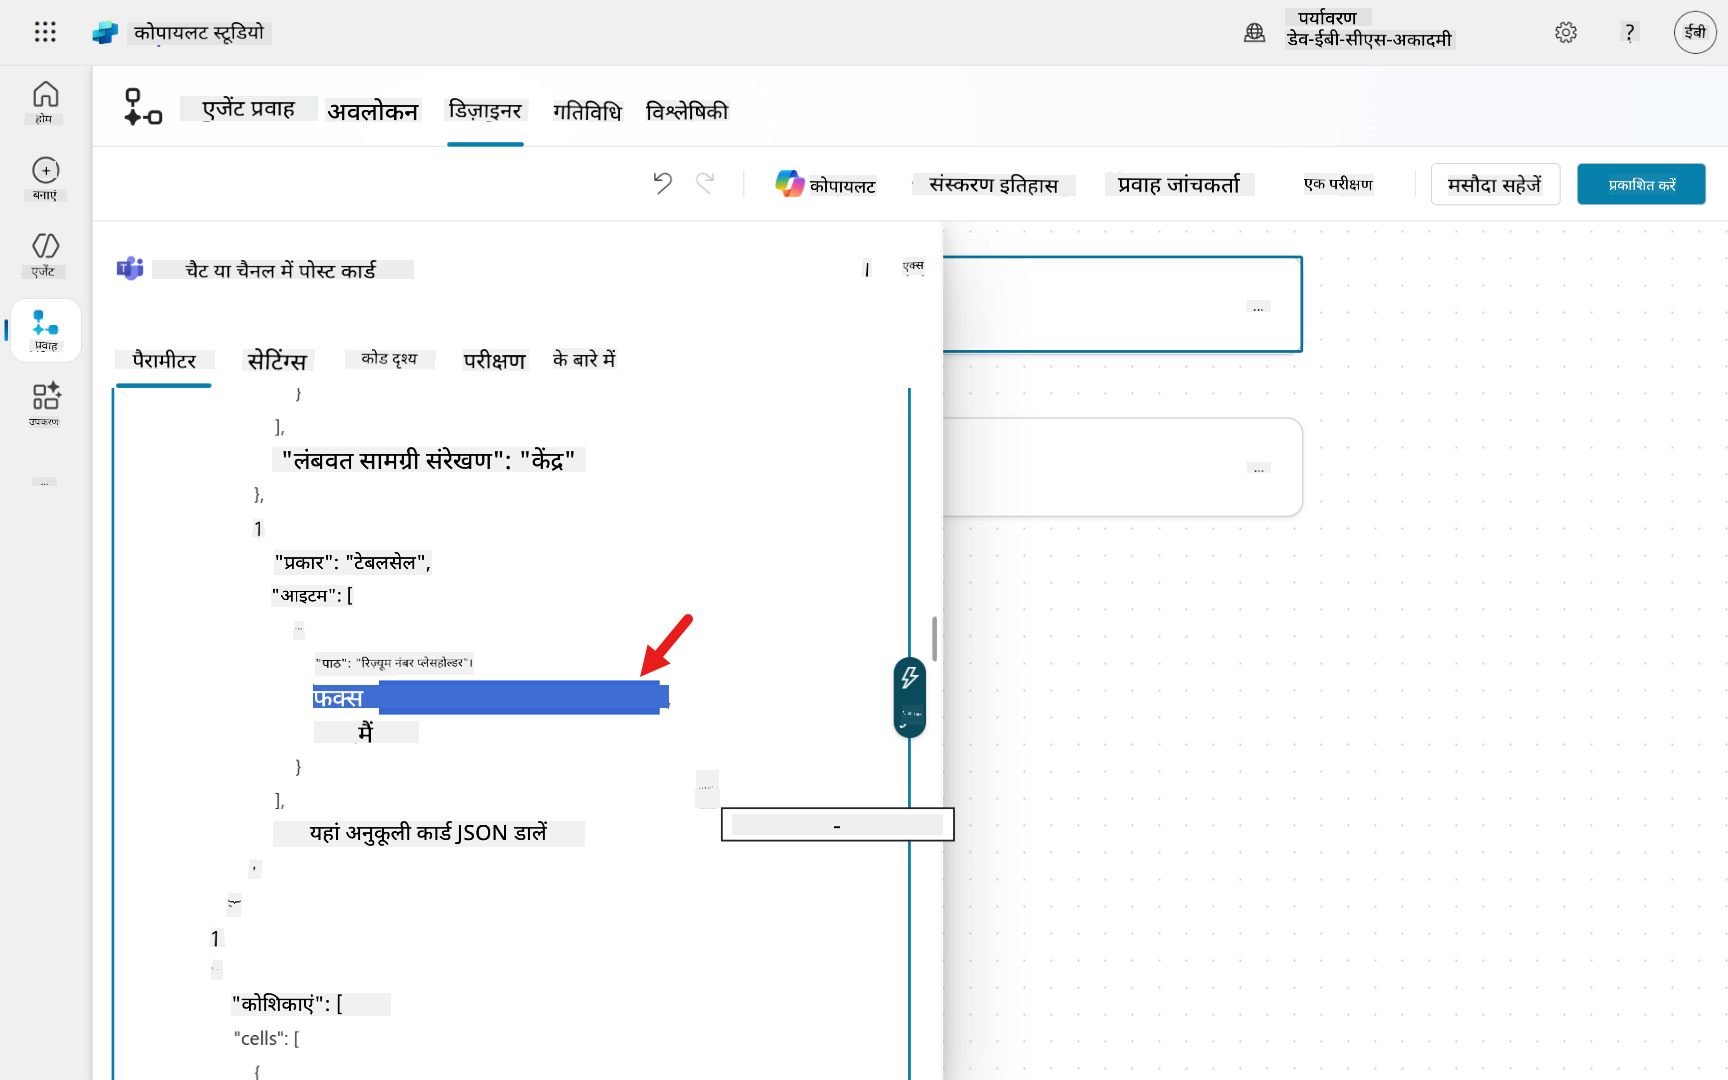 कोपायलट स्टूडियो
पर्यावरण
डेव-ईबी-सीएस-अकादमी
?
ईबी
होम
बनाएं
एजेंट
प्रवाह
उपकरण
...
एजेंट प्रवाह
अवलोकन
डिज़ाइनर
गतिविधि
विश्लेषिकी
कोपायलट
संस्करण इतिहास
प्रवाह जांचकर्ता
एक परीक्षण
मसौदा सहेजें
प्रकाशित करें
चैट या चैनल में पोस्ट कार्ड
|
एक्स
पैरामीटर
सेटिंग्स
कोड दृश्य
परीक्षण
के बारे में
}
],
"लंबवत सामग्री संरेखण": "केंद्र"
},
1
"प्रकार": "टेबलसेल",
"आइटम": [
...
"पाठ": "रिज़्यूम नंबर प्लेसहोल्डर"।
फक्स
मैं
}
],
यहां अनुकूली कार्ड JSON डालें
-
,
1
"कोशिकाएं": [
"cells": [
{
...
...